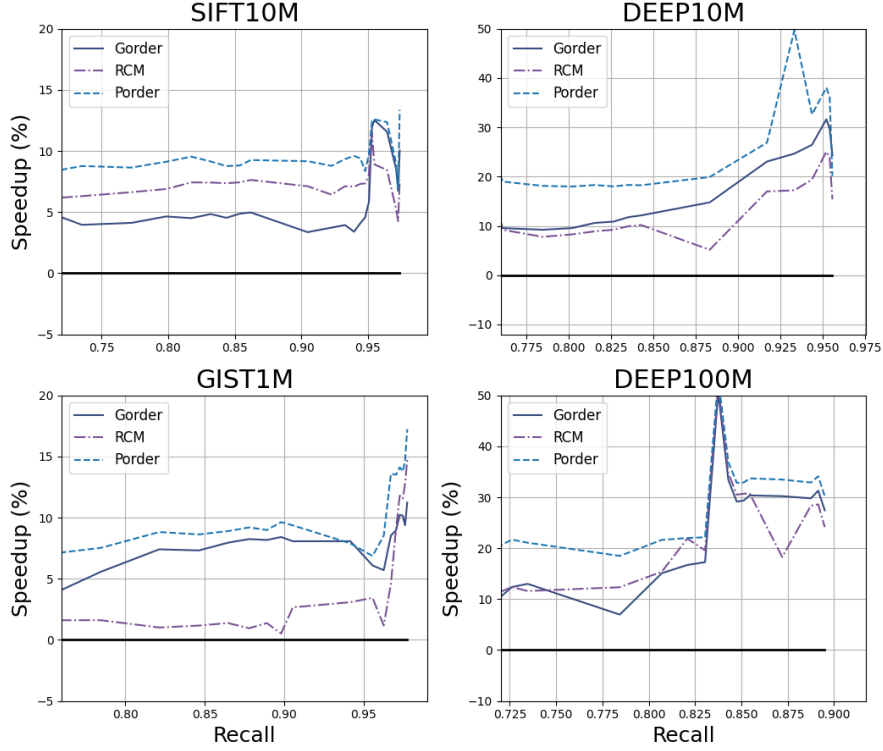 SIFT10M
20
15
10
5
0
−5
Speedup (%)
Gorder
RCM
Porder
0.75
0.80
0.85
0.90
0.95
DEEP10M
50
40
30
20
10
0
−10
Gorder
RCM
Porder
0.775
0.800
0.825
0.850
0.875
0.900
0.925
0.950
0.975
GIST1M
20
15
10
5
0
−5
Speedup (%)
Gorder
RCM
Porder
0.80
0.85
0.90
0.95
Recall
DEEP100M
50
40
30
20
10
0
−10
Speedup (%)
Gorder
RCM
Porder
0.725
0.750
0.775
0.800
0.825
0.850
0.875
0.900
Recall